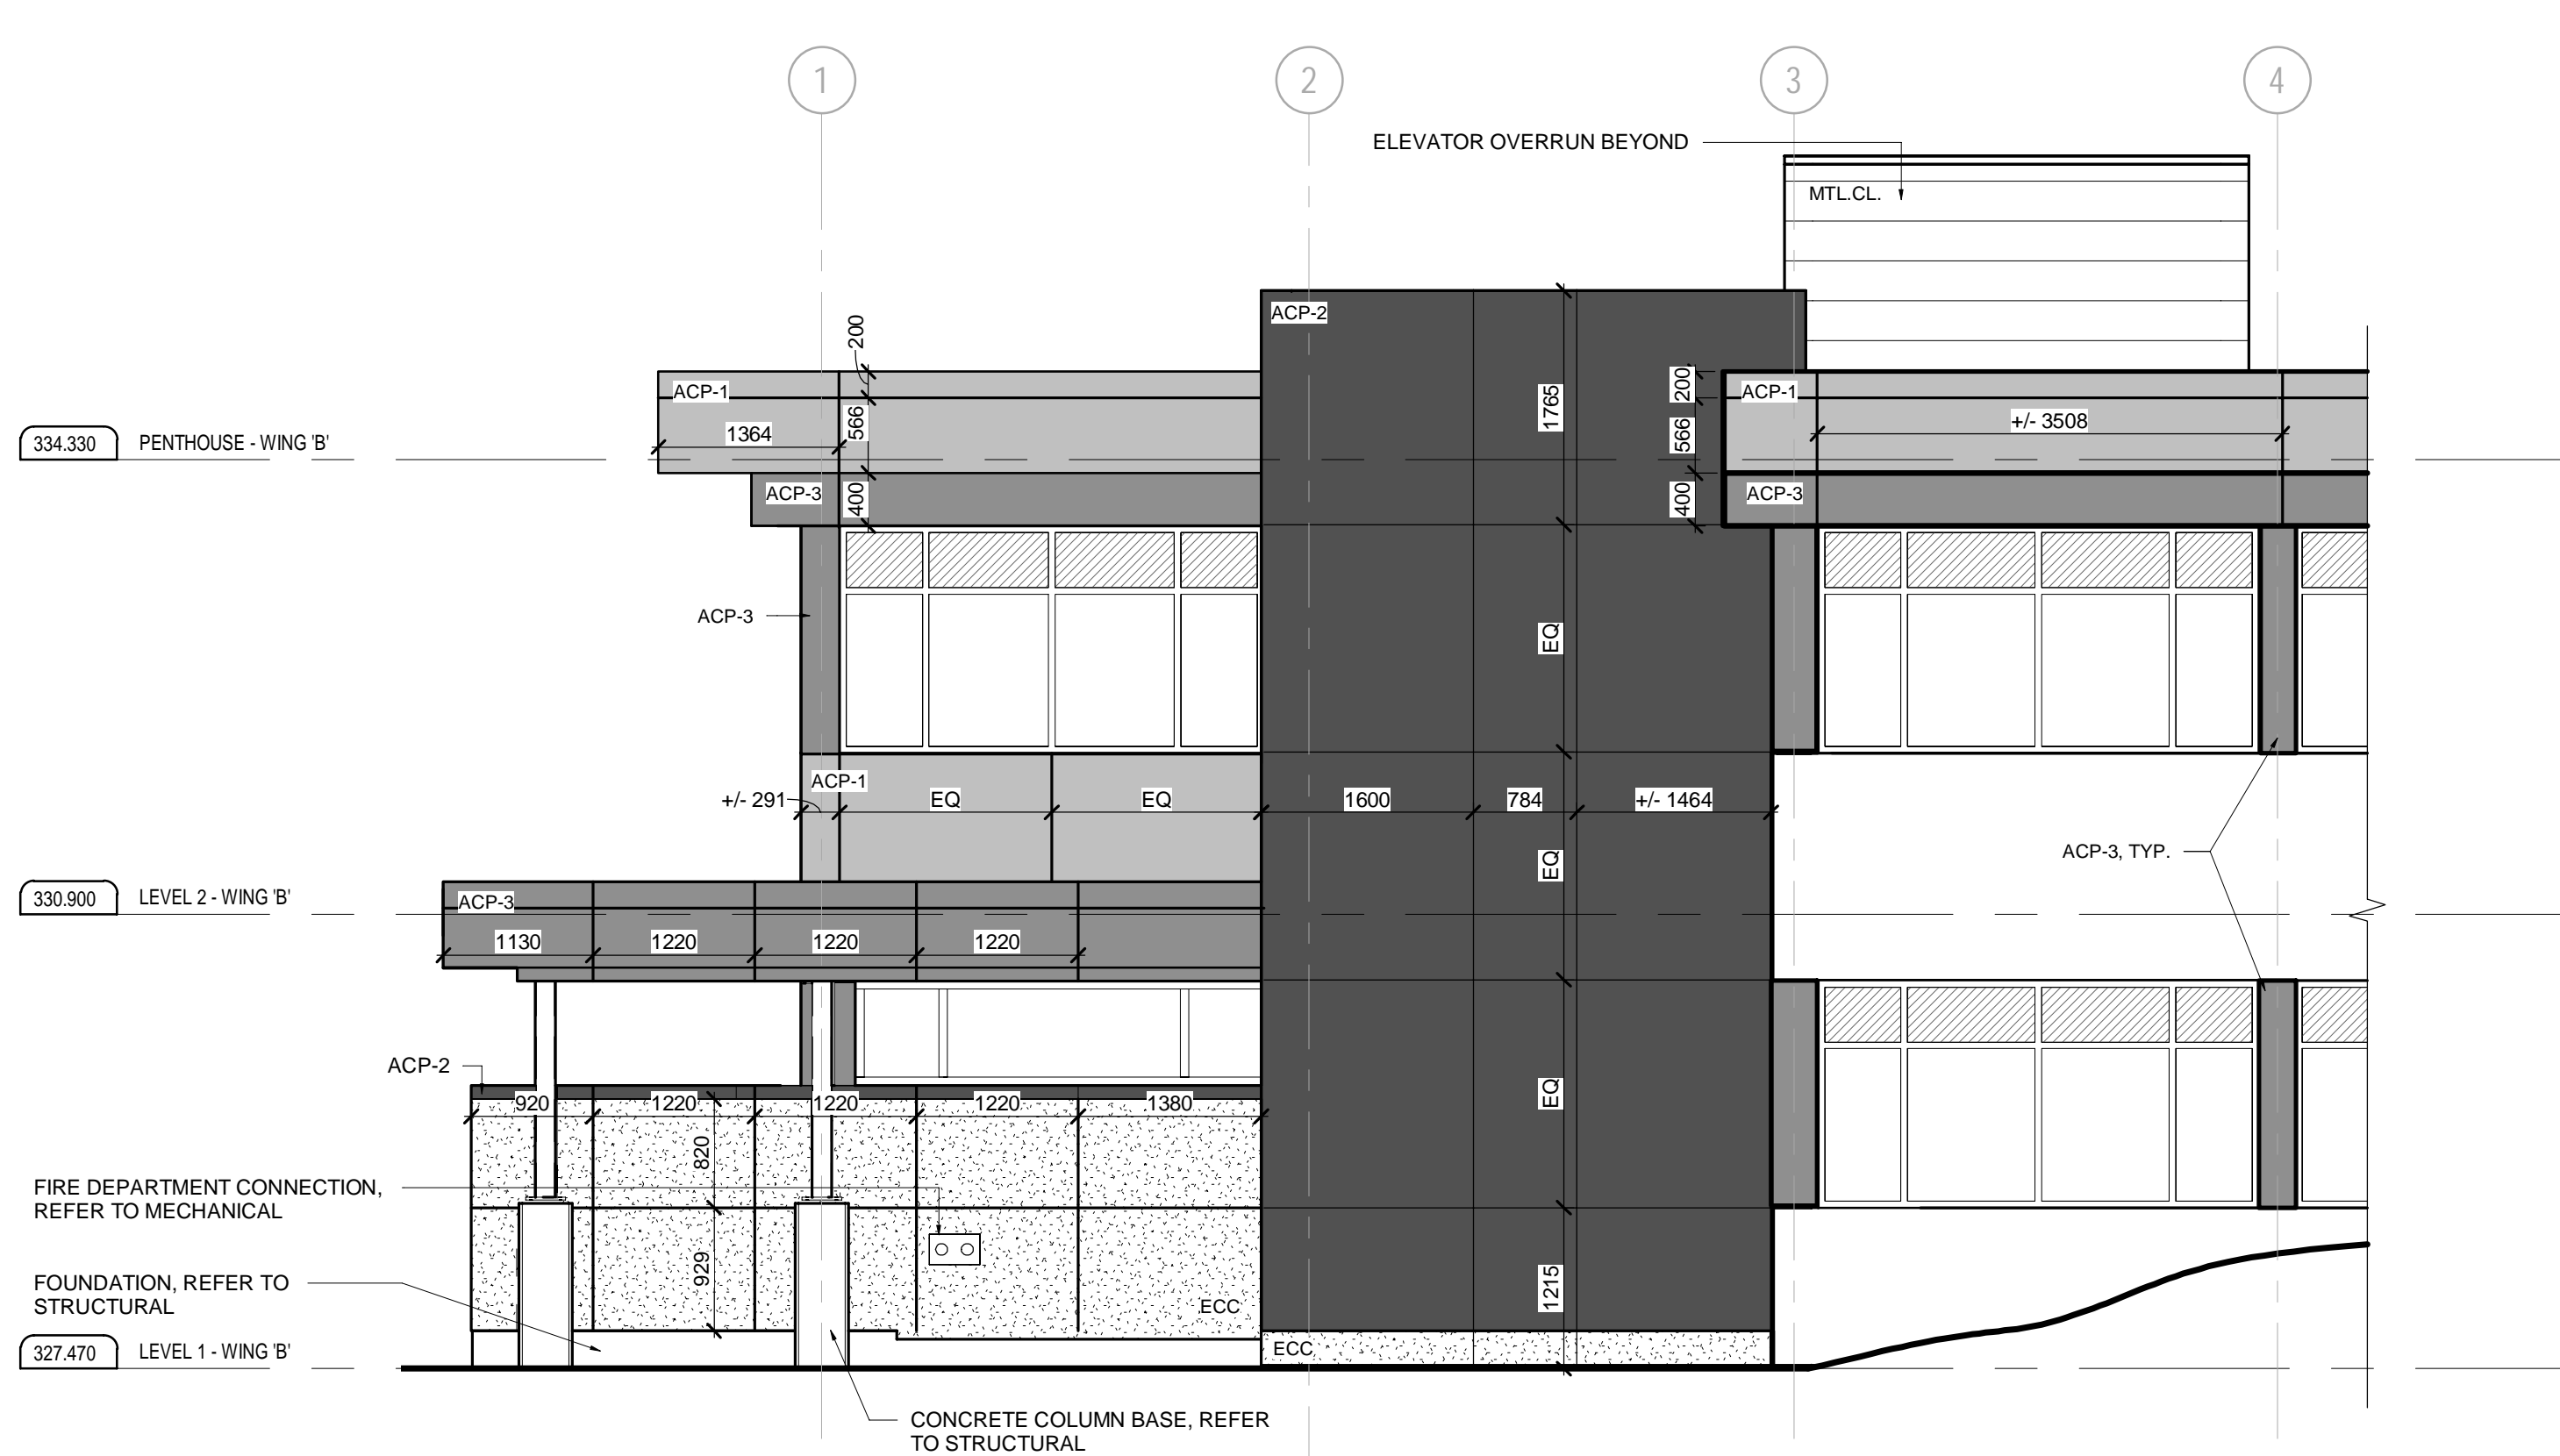 1
2
3
4
ELEVATOR OVERRUN BEYOND
MTL.CL.
ACP-2
200
ACP-1
566
1364
1765
200
ACP-1
566
+/- 3508
334.330
PENTHOUSE - WING 'B'
ACP-3
400
400
ACP-3
ACP-3
EQ
ACP-1
+/- 291
EQ
EQ
1600
784
+/- 1464
EQ
ACP-3, TYP.
330.900
LEVEL 2 - WING 'B'
ACP-3
1130
1220
1220
1220
ACP-2
920
1220
1220
1220
1380
EQ
820
FIRE DEPARTMENT CONNECTION,
REFER TO MECHANICAL
929
FOUNDATION, REFER TO
STRUCTURAL
ECC
1215
327.470
LEVEL 1 - WING 'B'
ECC
CONCRETE COLUMN BASE, REFER
TO STRUCTURAL